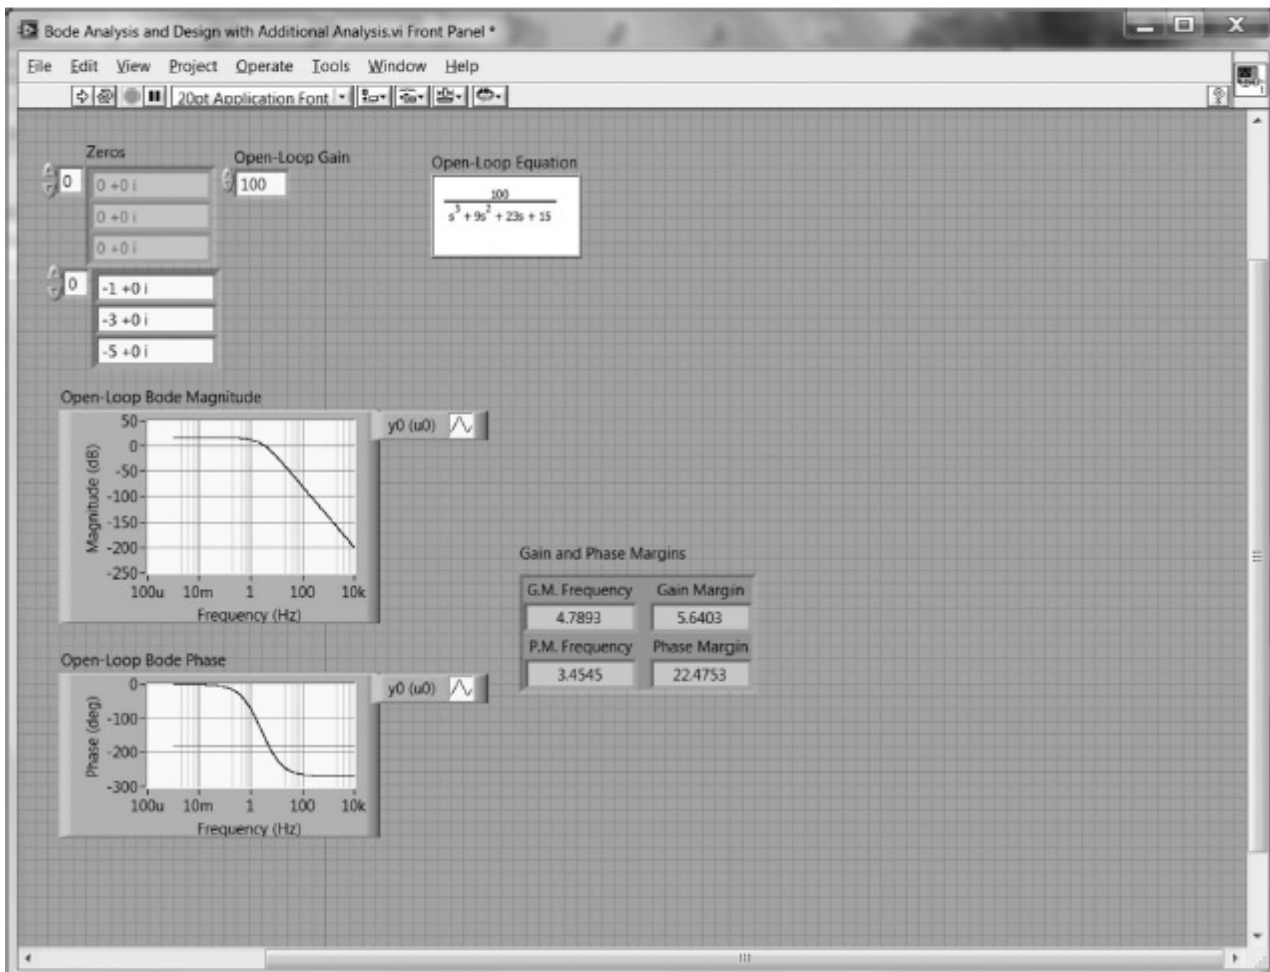 Bode Analysis and Design with Additional Analysis.vi Front Panel *
File Edit View Project Operate Tools Window Help
20pt Application Font
Zeros
0
0 +0 i
0 +0 i
0 +0 i
Open-Loop Gain
100
Open-Loop Equation
100
s³ + 9s² + 23s + 15
0
-1 +0 i
-3 +0 i
-5 +0 i
Open-Loop Bode Magnitude
y0 (u0)
Magnitude (dB)
50
0
-50
-100
-150
-200
-250
100u 10m 1 100 10k
Frequency (Hz)
Gain and Phase Margins
G.M. Frequency Gain Margin
4.7893 5.6403
P.M. Frequency Phase Margin
3.4545 22.4753
Open-Loop Bode Phase
y0 (u0)
Phase (deg)
0
-100
-200
-300
100u 10m 1 100 10k
Frequency (Hz)